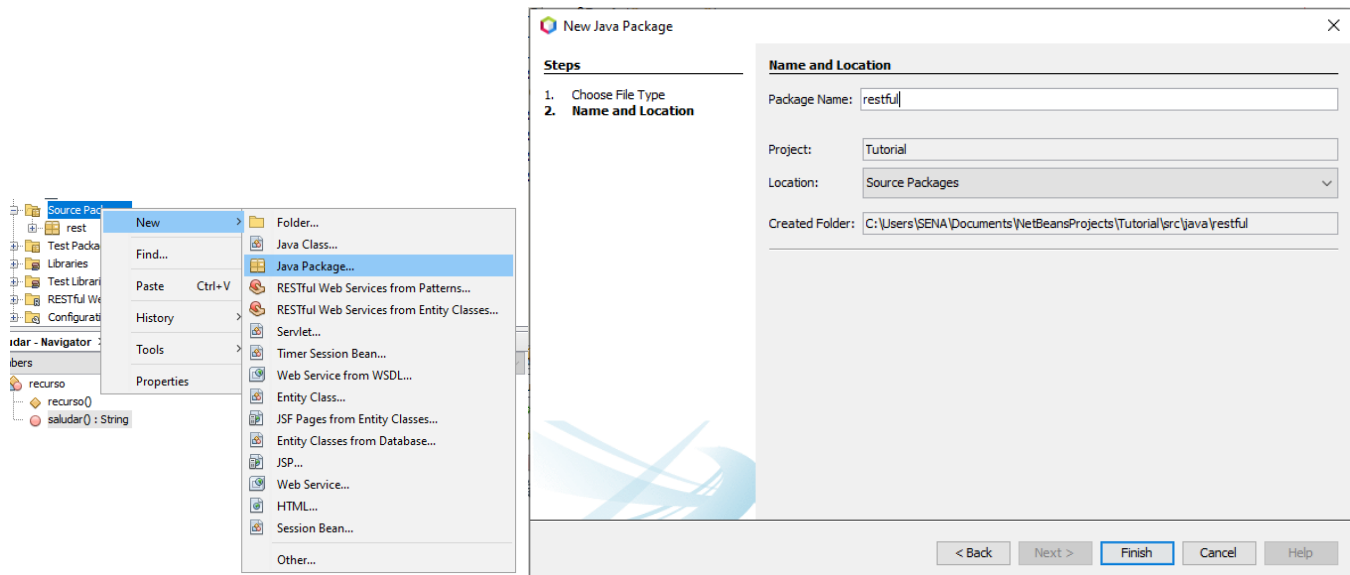 Source Pac
rest
Test Packa
Libraries
Test Librari
RESTful We
Configurati
udar - Navigator
bers
recurso
recurso()
saludar() : String
New
Find...
Paste Ctrl+V
History
Tools
Properties
Folder...
Java Class...
Java Package...
RESTful Web Services from Patterns...
RESTful Web Services from Entity Classes...
Servlet...
Timer Session Bean...
Web Service from WSDL...
Entity Class...
JSF Pages from Entity Classes...
Entity Classes from Database...
JSP...
Web Service...
HTML...
Session Bean...
Other...
New Java Package
Steps
1. Choose File Type
2. Name and Location
Name and Location
Package Name: restful
Project: Tutorial
Location: Source Packages
Created Folder: C:\Users\SENA\Documents\NetBeansProjects\Tutorial\src\java\restful
< Back Next > Finish Cancel Help